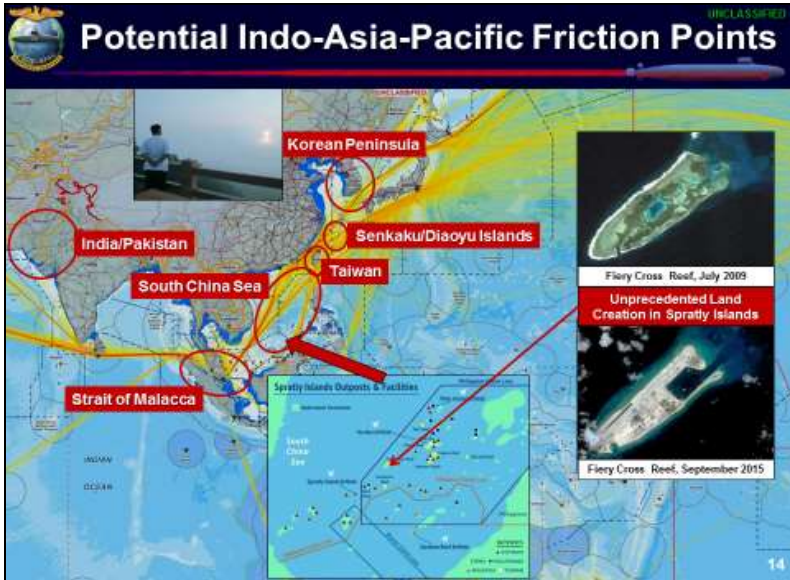 UNCLASSIFIED
Potential Indo-Asia-Pacific Friction Points
Korean Peninsula
India/Pakistan
Senkaku/Diaoyu Islands
Taiwan
South China Sea
Strait of Malacca
Fiery Cross Reef, July 2009
Unprecedented Land
Creation in Spratly Islands
Fiery Cross Reef, September 2015
Spratly Islands Outposts & Facilities
South
China
Sea
INDIAN
OCEAN
14